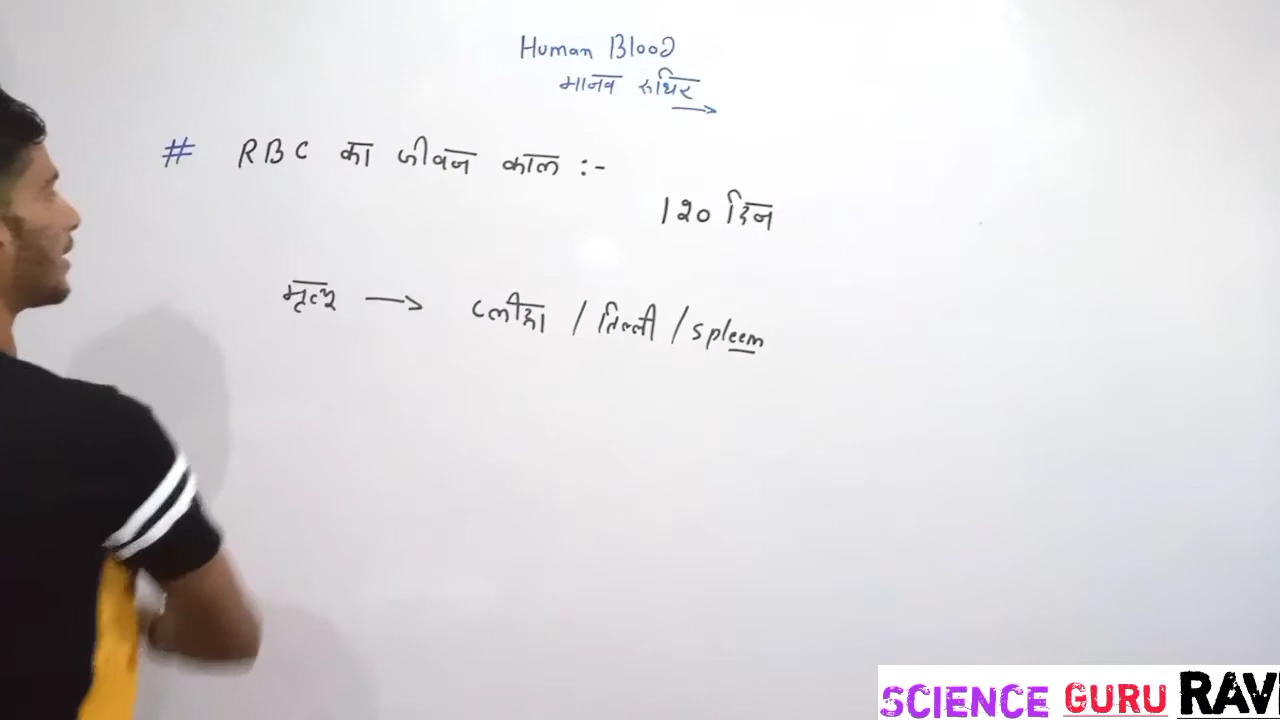 Human Blood
मानव रुधिर
# RBC का जीवन काल :-
120 दिन
मृत्यु → प्लीहा / तिल्ली / spleem
SCIENCE GURU RAVI